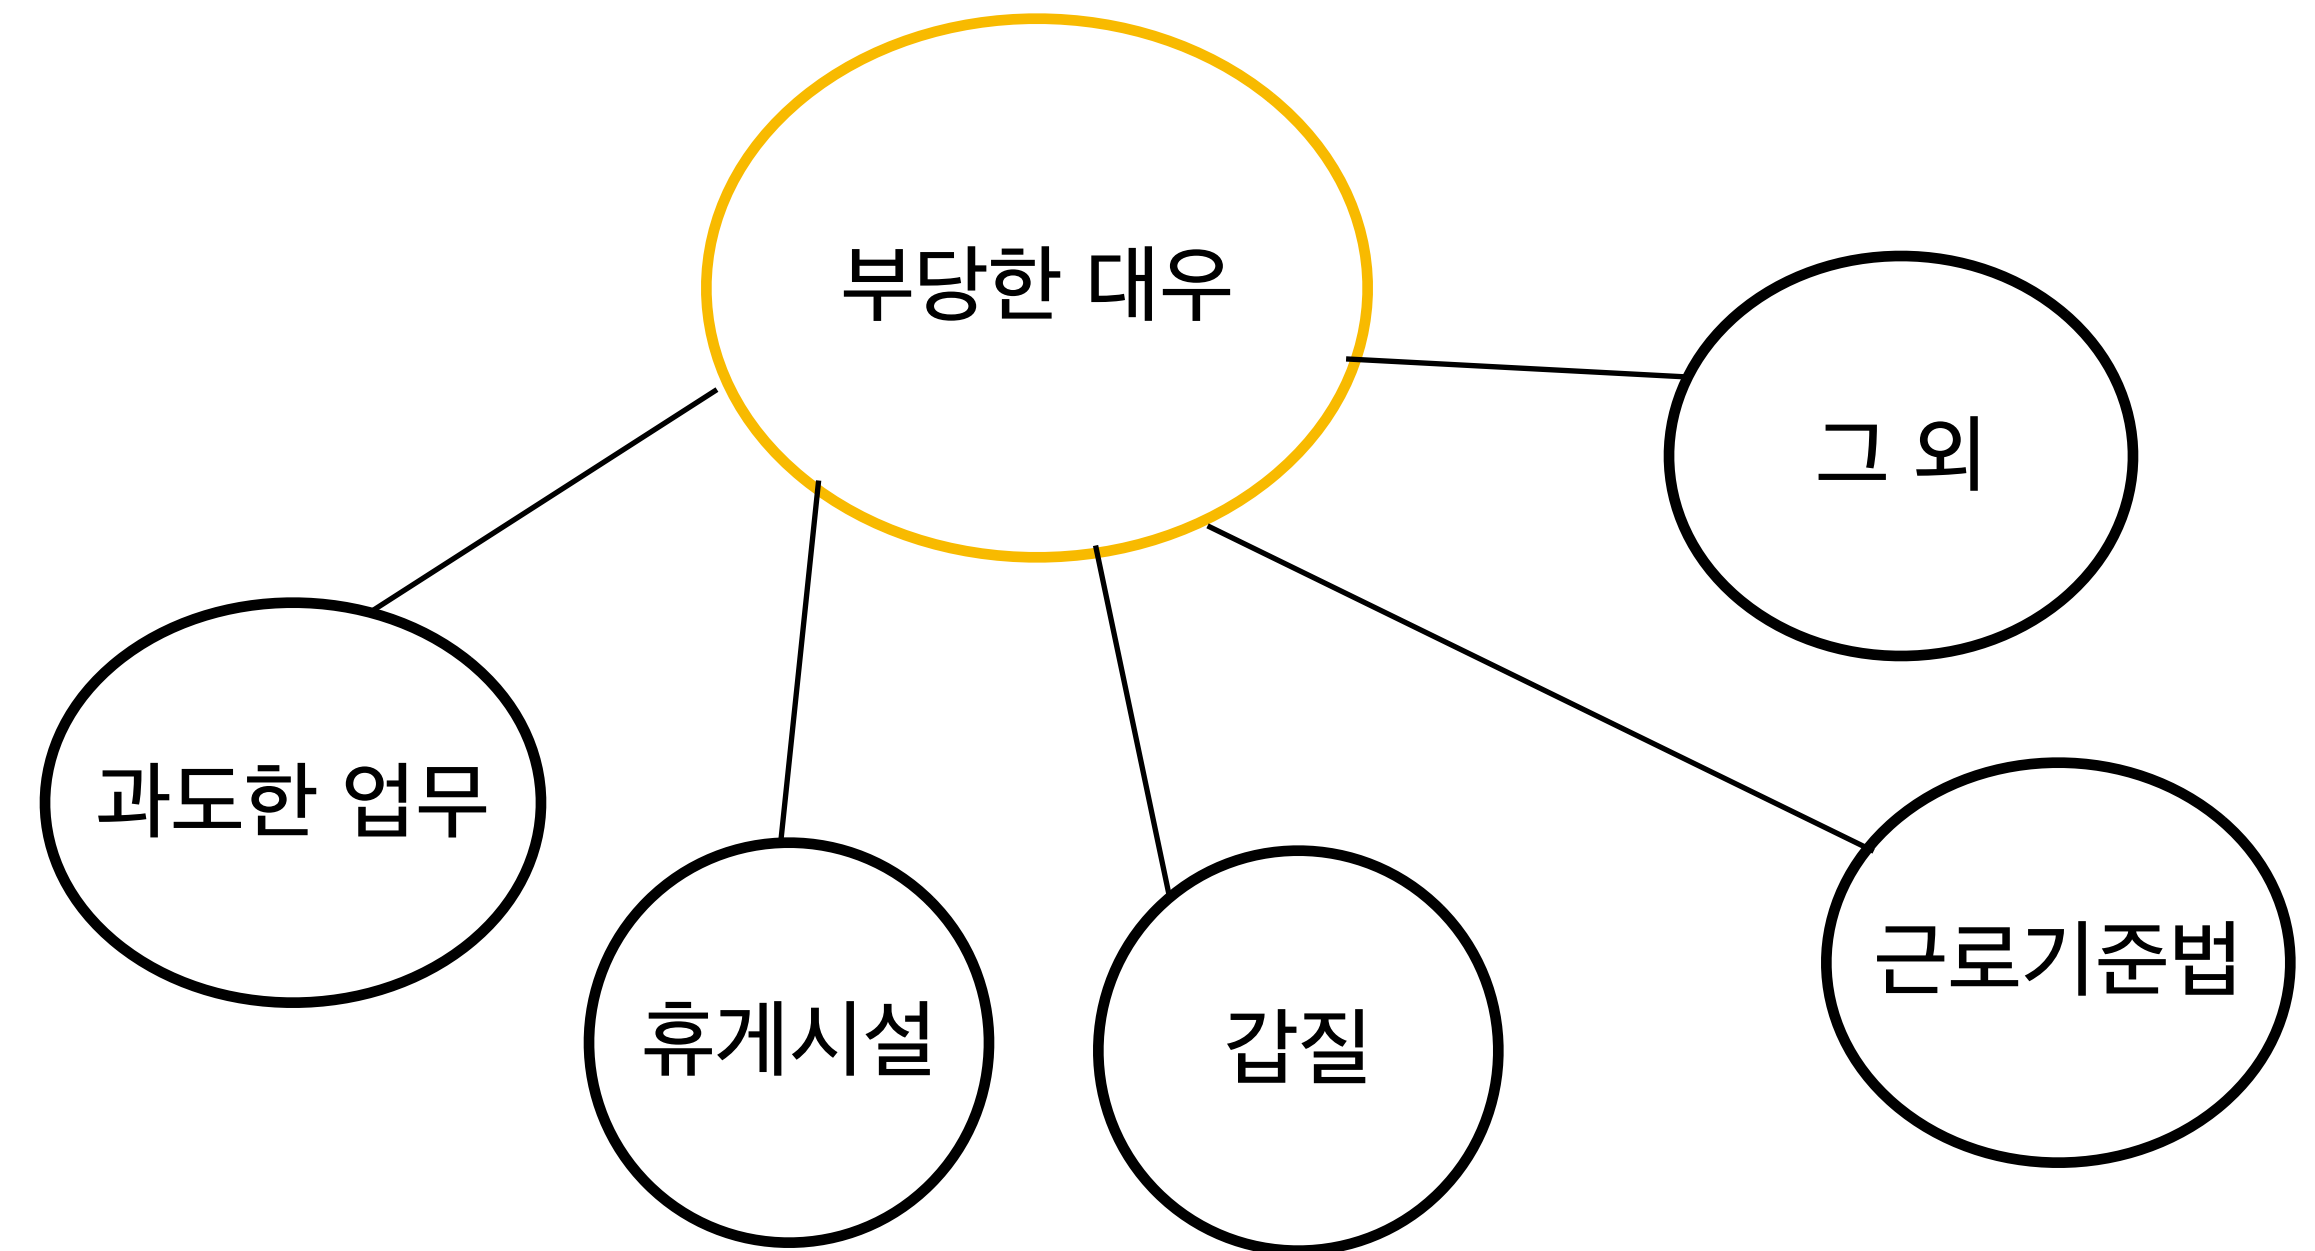 부당한 대우
그 외
과도한 업무
휴게시설
갑질
근로기준법